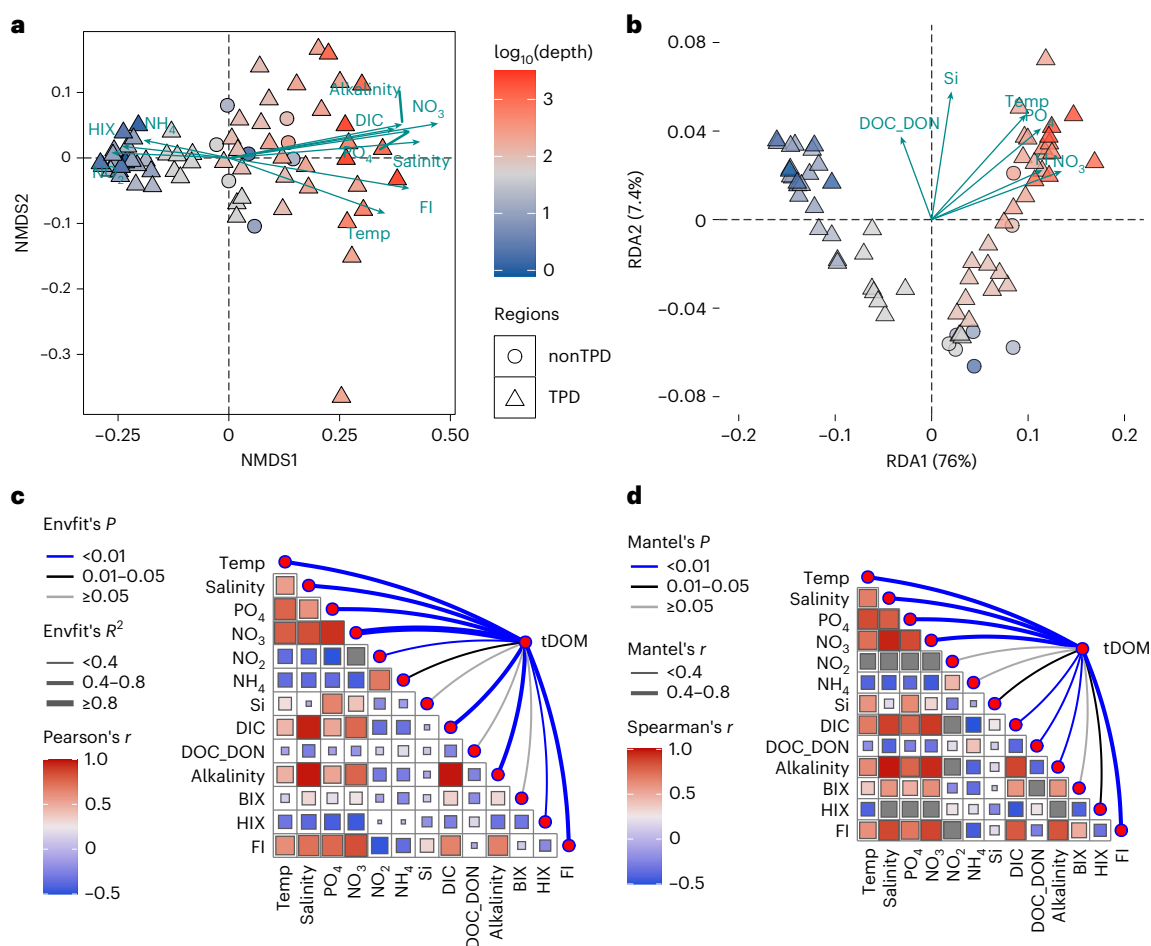 a
log10(depth)
3
2
1
0
Regions
nonTPD
TPD
0.1
0
−0.1
−0.3
NMDS2
−0.25
0
0.25
0.50
NMDS1
Alkalinity
NO3
DIC
Salinity
FI
Temp
HIX
NH4
b
0.08
0.04
0
−0.04
−0.08
RDA2 (7.4%)
−0.2
−0.1
0
0.1
0.2
RDA1 (76%)
Si
DOC_DON
Temp
PO4
NO3
c
Envfit's P
<0.01
0.01–0.05
≥0.05
Envfit's R2
<0.4
0.4–0.8
≥0.8
Pearson's r
1.0
0.5
0
−0.5
Temp
Salinity
PO4
NO3
NO2
NH4
Si
DIC
DOC_DON
Alkalinity
BIX
HIX
FI
tDOM
Temp
Salinity
PO4
NO3
NO2
NH4
Si
DIC
DOC_DON
Alkalinity
BIX
HIX
FI
d
Mantel's P
<0.01
0.01–0.05
≥0.05
Mantel's r
<0.4
0.4–0.8
Spearman's r
1.0
0.5
0
−0.5
Temp
Salinity
PO4
NO3
NO2
NH4
Si
DIC
DOC_DON
Alkalinity
BIX
HIX
FI
tDOM
Temp
Salinity
PO4
NO3
NO2
NH4
Si
DIC
DOC_DON
Alkalinity
BIX
HIX
FI